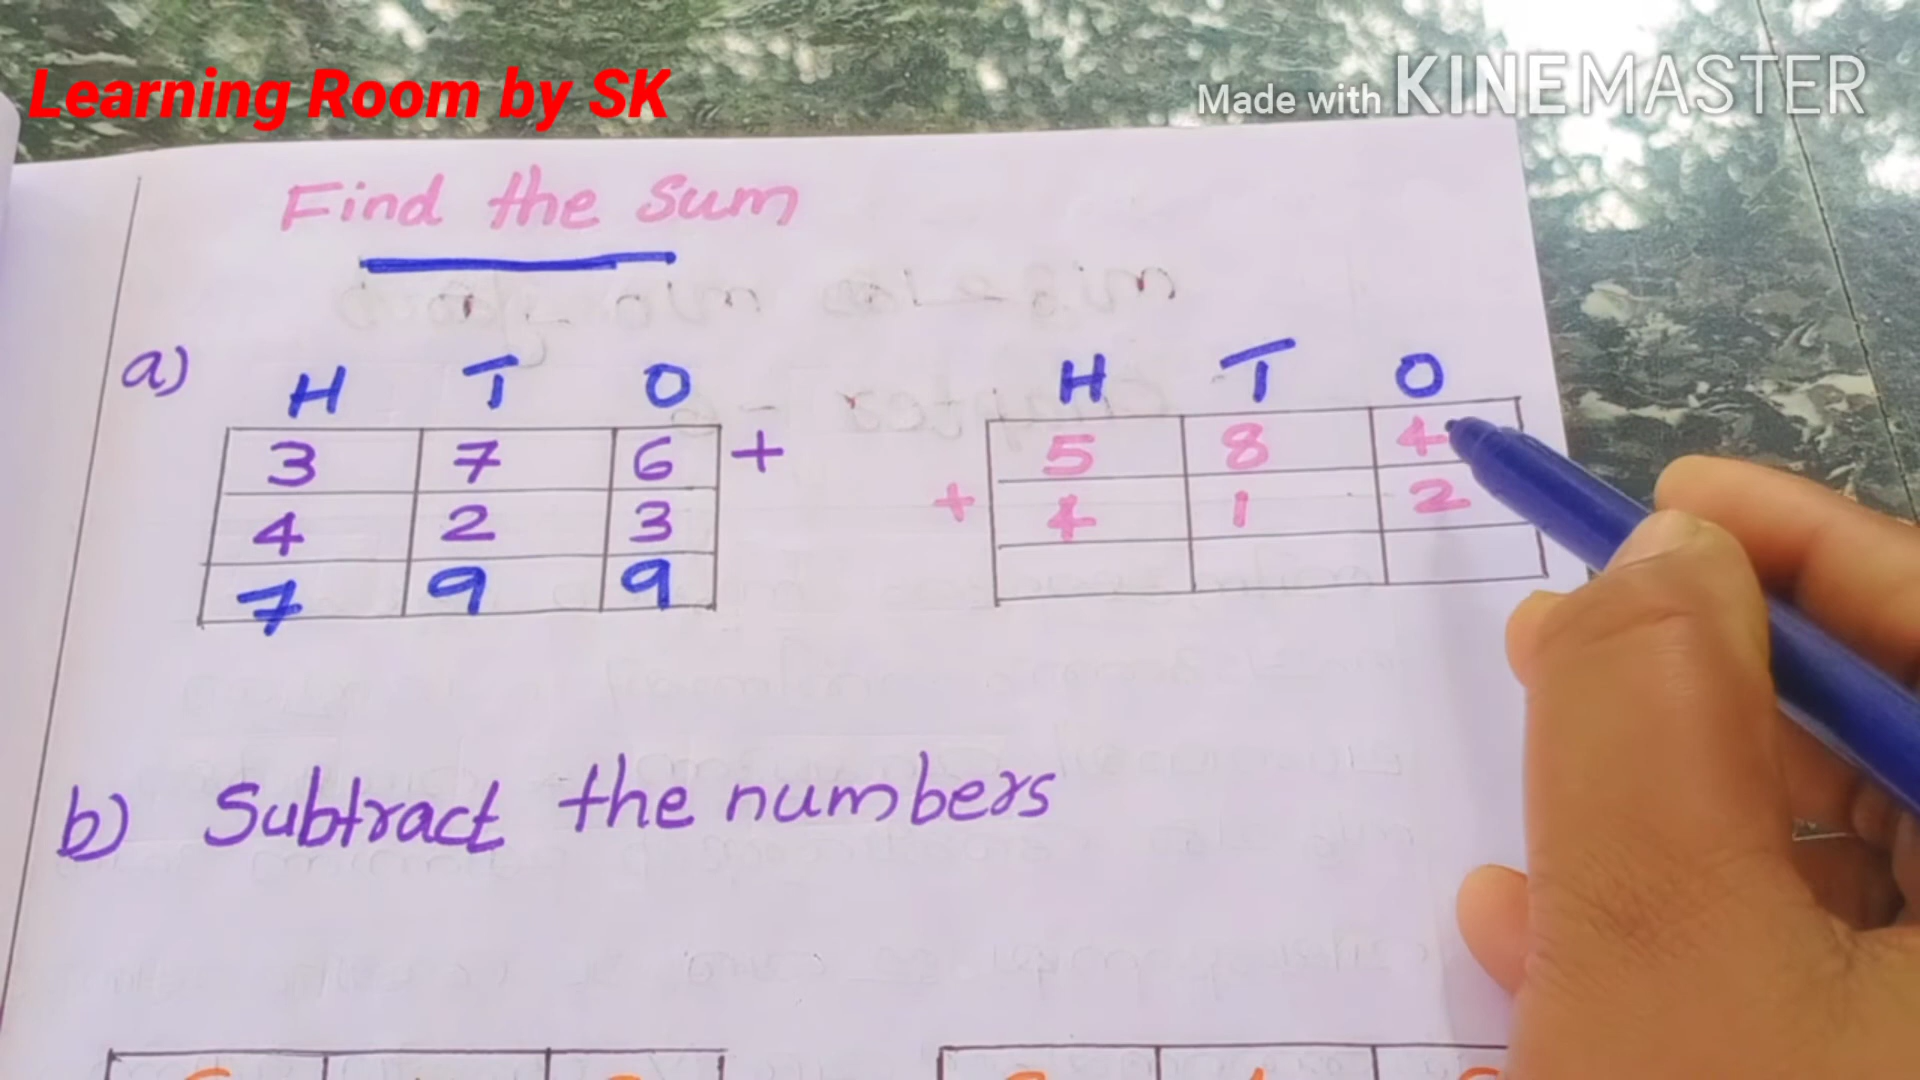 Learning Room by SK
Made with KINEMASTER
Find the Sum
a)
H T O
3 7 6 +
4 2 3
7 9 9
H T O
5 8 4
+ 4 1 2
b) Subtract the numbers